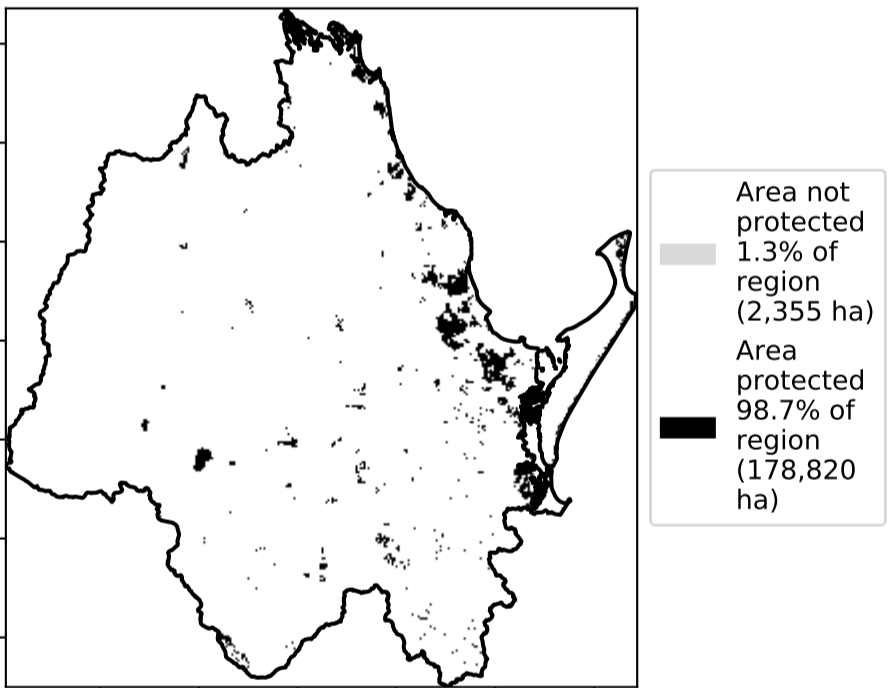 Area not
protected
1.3% of
region
(2,355 ha)
Area
protected
98.7% of
region
(178,820
ha)